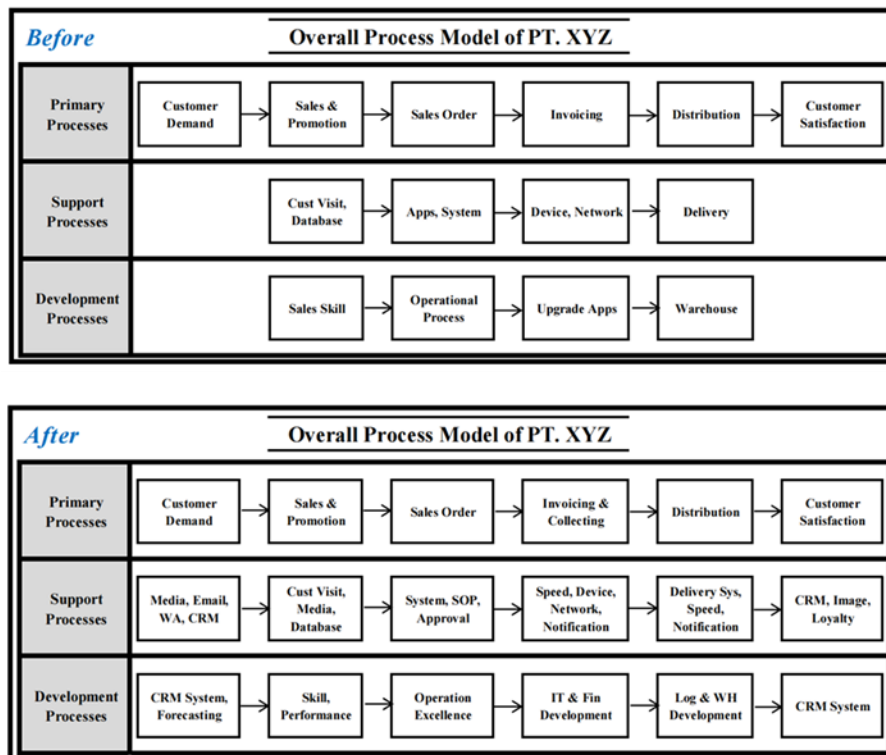 Before
Overall Process Model of PT. XYZ
Primary
Processes
Customer
Demand
Sales &
Promotion
Sales Order
Invoicing
Distribution
Customer
Satisfaction
Support
Processes
Cust Visit,
Database
Apps, System
Device, Network
Delivery
Development
Processes
Sales Skill
Operational
Process
Upgrade Apps
Warehouse
After
Overall Process Model of PT. XYZ
Primary
Processes
Customer
Demand
Sales &
Promotion
Sales Order
Invoicing &
Collecting
Distribution
Customer
Satisfaction
Support
Processes
Media, Email,
WA, CRM
Cust Visit,
Media,
Database
System, SOP,
Approval
Speed, Device,
Network,
Notification
Delivery Sys,
Speed,
Notification
CRM, Image,
Loyalty
Development
Processes
CRM System,
Forecasting
Skill,
Performance
Operation
Excellence
IT & Fin
Development
Log & WH
Development
CRM System